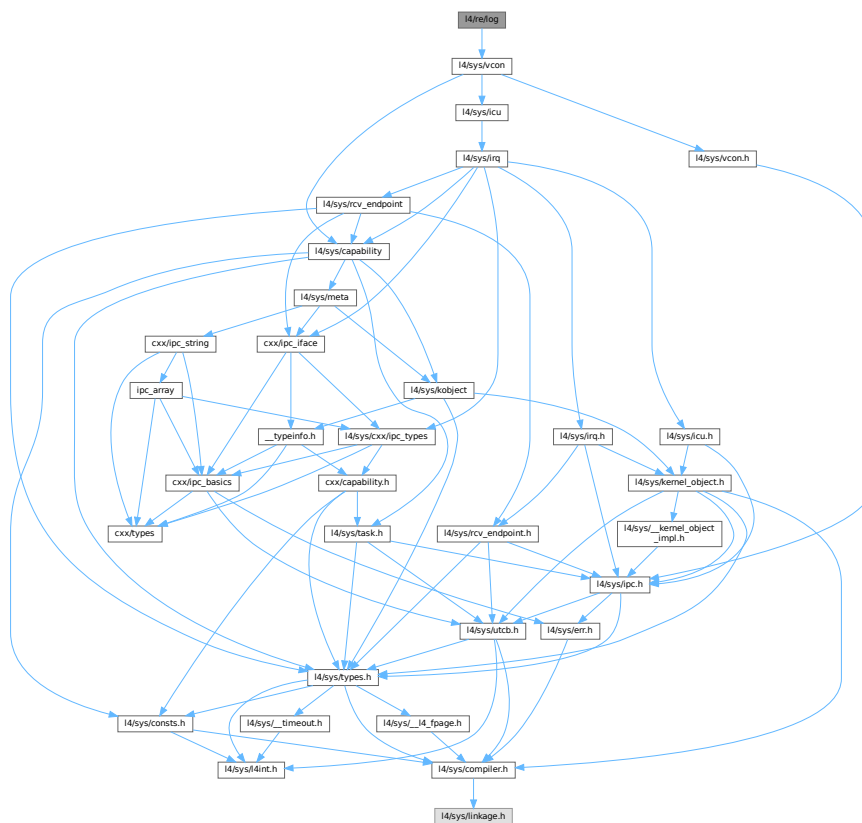 l4/re/log
l4/sys/vcon
l4/sys/icu
l4/sys/irq
l4/sys/vcon.h
l4/sys/rcv_endpoint
l4/sys/capability
l4/sys/meta
cxx/ipc_string
cxx/ipc_iface
ipc_array
l4/sys/kobject
__typeinfo.h
l4/sys/cxx/ipc_types
l4/sys/irq.h
l4/sys/icu.h
cxx/ipc_basics
cxx/capability.h
l4/sys/kernel_object.h
cxx/types
l4/sys/task.h
l4/sys/rcv_endpoint.h
l4/sys/__kernel_object
_impl.h
l4/sys/ipc.h
l4/sys/utcb.h
l4/sys/err.h
l4/sys/types.h
l4/sys/consts.h
l4/sys/__timeout.h
l4/sys/__l4_fpage.h
l4/sys/l4int.h
l4/sys/compiler.h
l4/sys/linkage.h